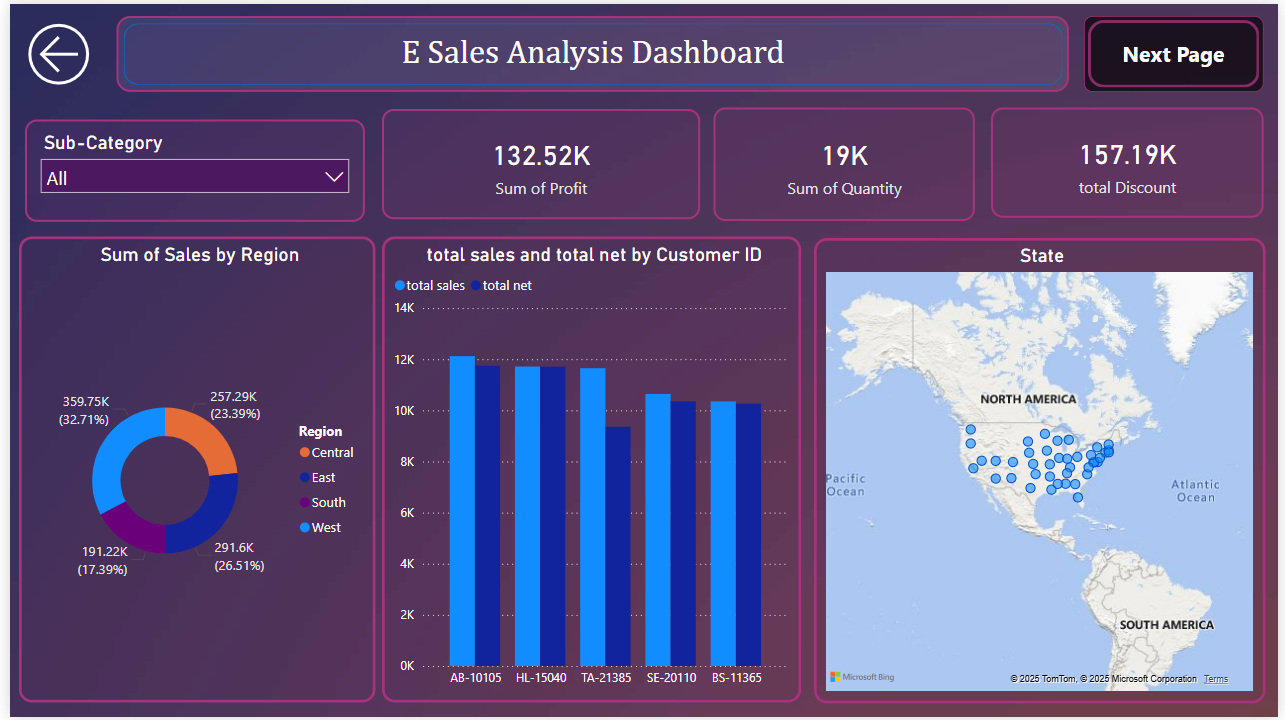 E Sales Analysis Dashboard
Next Page
Sub-Category
All
132.52K
Sum of Profit
19K
Sum of Quantity
157.19K
total Discount
Sum of Sales by Region
359.75K
(32.71%)
257.29K
(23.39%)
191.22K
(17.39%)
291.6K
(26.51%)
Region
Central
East
South
West
total sales and total net by Customer ID
total sales total net
14K
12K
10K
8K
6K
4K
2K
0K
AB-10105 HL-15040 TA-21385 SE-20110 BS-11365
State
NORTH AMERICA
Pacific
Ocean
Atlantic
Ocean
SOUTH AMERICA
Microsoft Bing
© 2025 TomTom, © 2025 Microsoft Corporation Terms